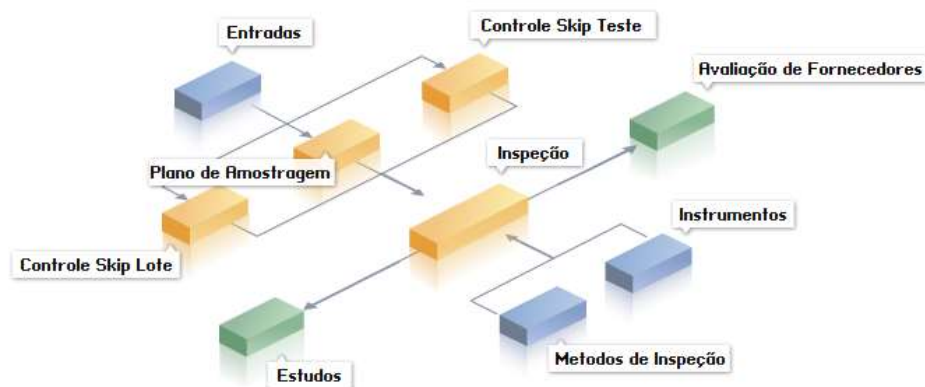 Entradas
Controle Skip Teste
Avaliação de Fornecedores
Inspeção
Plano de Amostragem
Instrumentos
Controle Skip Lote
Metodos de Inspeção
Estudos